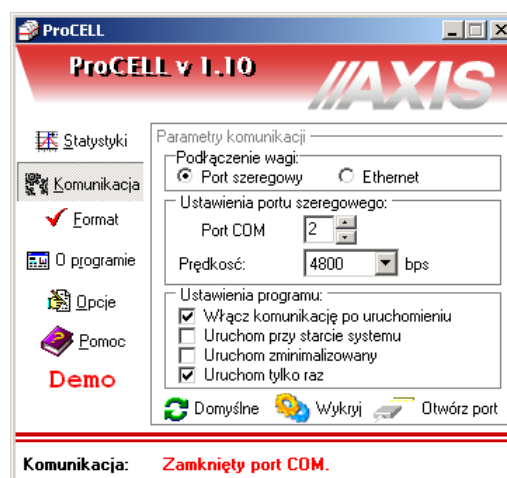 ProCELL
ProCELL v 1.10
AXIS
Statystyki
Komunikacja
Format
O programie
Opcje
Pomoc
Demo
Parametry komunikacji
Podłączenie wagi:
Port szeregowy Ethernet
Ustawienia portu szeregowego:
Port COM 2
Prędkosć: 4800 bps
Ustawienia programu:
Włącz komunikację po uruchomieniu
Uruchom przy starcie systemu
Uruchom zminimalizowany
Uruchom tylko raz
Domyślne Wykryj Otwórz port
Komunikacja: Zamknięty port COM.